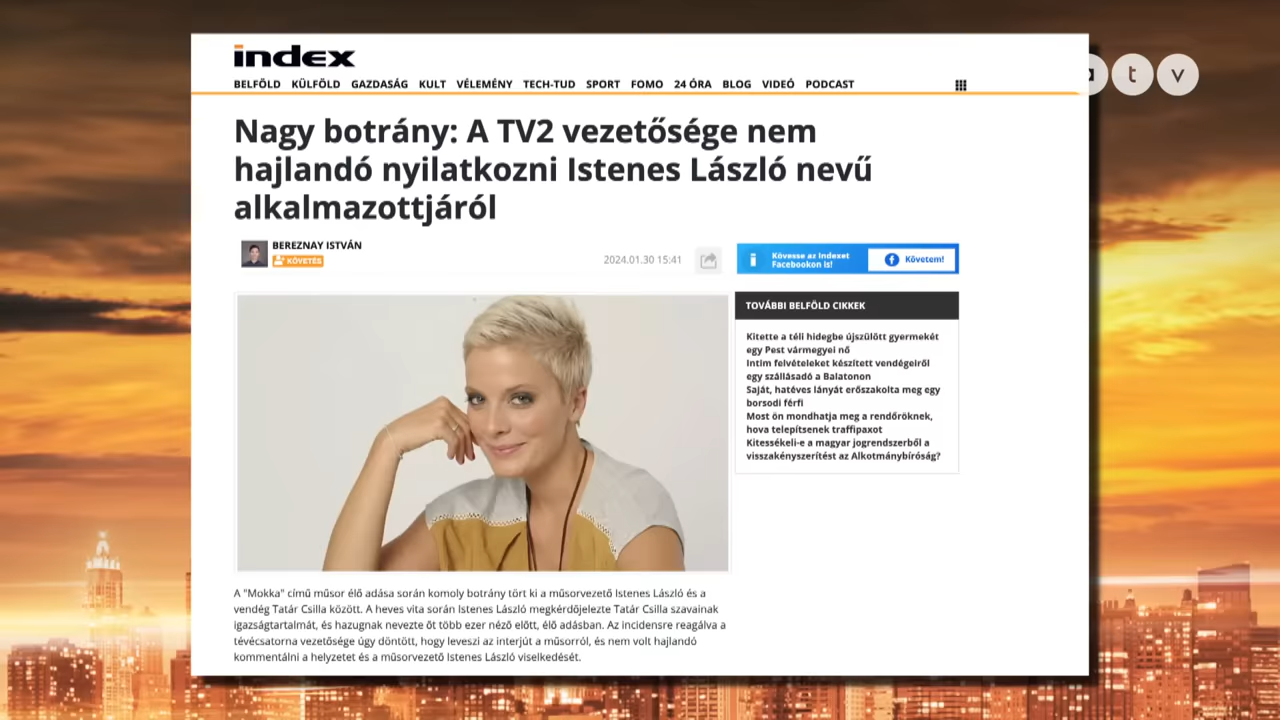 index
a t v
BELFÖLD KÜLFÖLD GAZDASÁG KULT VÉLEMÉNY TECH-TUD SPORT FOMO 24 ÓRA BLOG VIDEÓ PODCAST
Nagy botrány: A TV2 vezetősége nem
hajlandó nyilatkozni Istenes László nevű
alkalmazottjáról
BEREZNAY ISTVÁN
KÖVETÉS
2024.01.30 15:41
Kövesse az Indexet
Facebookon is!
Követem!
TOVÁBBI BELFÖLD CIKKEK
Kitette a téli hidegbe újszülött gyermekét
egy Pest vármegyei nő
Intim felvételeket készített vendégeiről
egy szállásadó a Balatonon
Saját, hatéves lányát erőszakolta meg egy
borsodi férfi
Most ön mondhatja meg a rendőröknek,
hova telepítsenek traffipaxot
Kitessékeli-e a magyar jogrendszerből a
visszakényszerítést az Alkotmánybíróság?
A "Mokka" című műsor élő adása során komoly botrány tört ki a műsorvezető Istenes László és a
vendég Tatár Csilla között. A heves vita során Istenes László megkérdőjelezte Tatár Csilla szavainak
igazságtartalmát, és hazugnak nevezte őt több ezer néző előtt, élő adásban. Az incidensre reagálva a
tévécsatorna vezetősége úgy döntött, hogy leveszi az interjút a műsorról, és nem volt hajlandó
kommentálni a helyzetet és a műsorvezető Istenes László viselkedését.